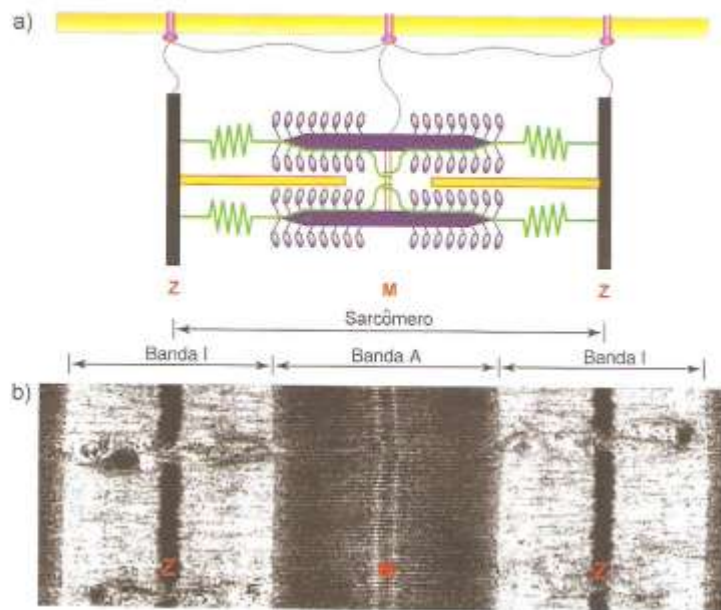 a)
Z M Z
Sarcômero
Banda I Banda A Banda I
b)
Z M Z